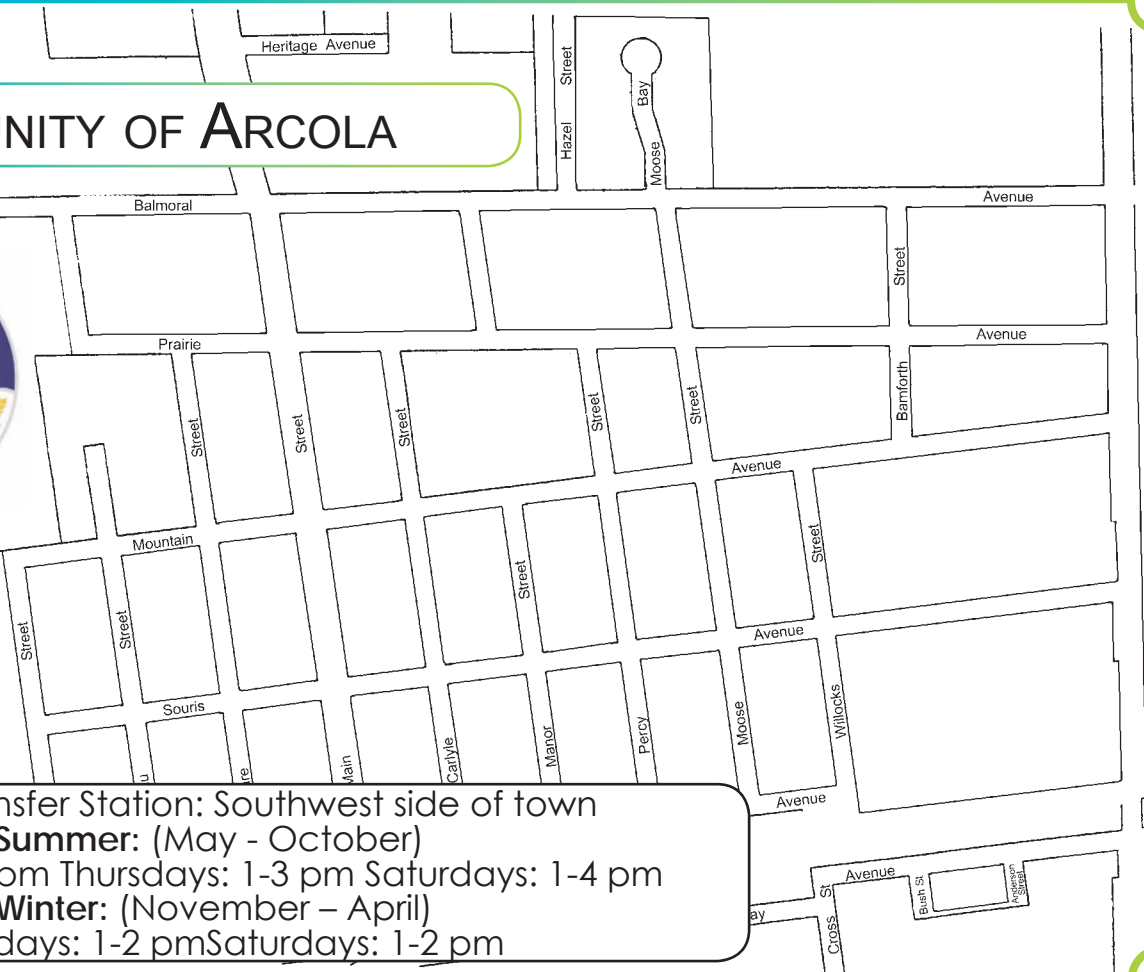 Heritage Avenue
Street
Hazel
Bay
Moose
NITY OF ARCOLA
Balmoral
Avenue
Street
Prairie
Avenue
Bamforth
Street
Street
Street
Street
Street
Avenue
Mountain
Street
Street
Street
Street
Avenue
Souris
Main
Carlyle
Manor
Percy
Moose
Willocks
Avenue
nsfer Station: Southwest side of town
Summer: (May - October)
pm Thursdays: 1-3 pm Saturdays: 1-4 pm
Winter: (November – April)
days: 1-2 pmSaturdays: 1-2 pm
ay
St
Cross
Avenue
Bush St
Anderson
Street